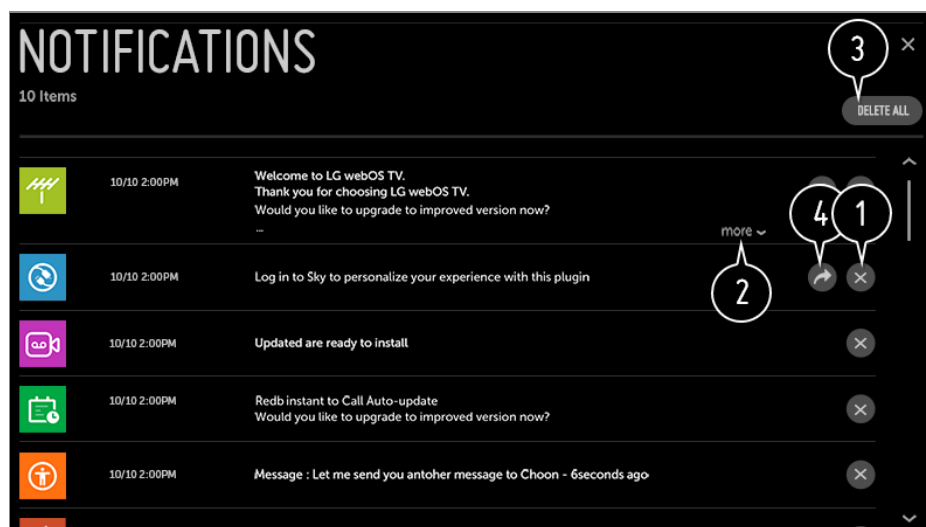 NOTIFICATIONS
10 Items
3
DELETE ALL
10/10 2:00PM
Welcome to LG webOS TV.
Thank you for choosing LG webOS TV.
Would you like to upgrade to improved version now?
...
more
4
1
2
10/10 2:00PM
Log in to Sky to personalize your experience with this plugin
10/10 2:00PM
Updated are ready to install
10/10 2:00PM
Redb instant to Call Auto-update
Would you like to upgrade to improved version now?
10/10 2:00PM
Message : Let me send you antoher message to Choon - 6seconds ago